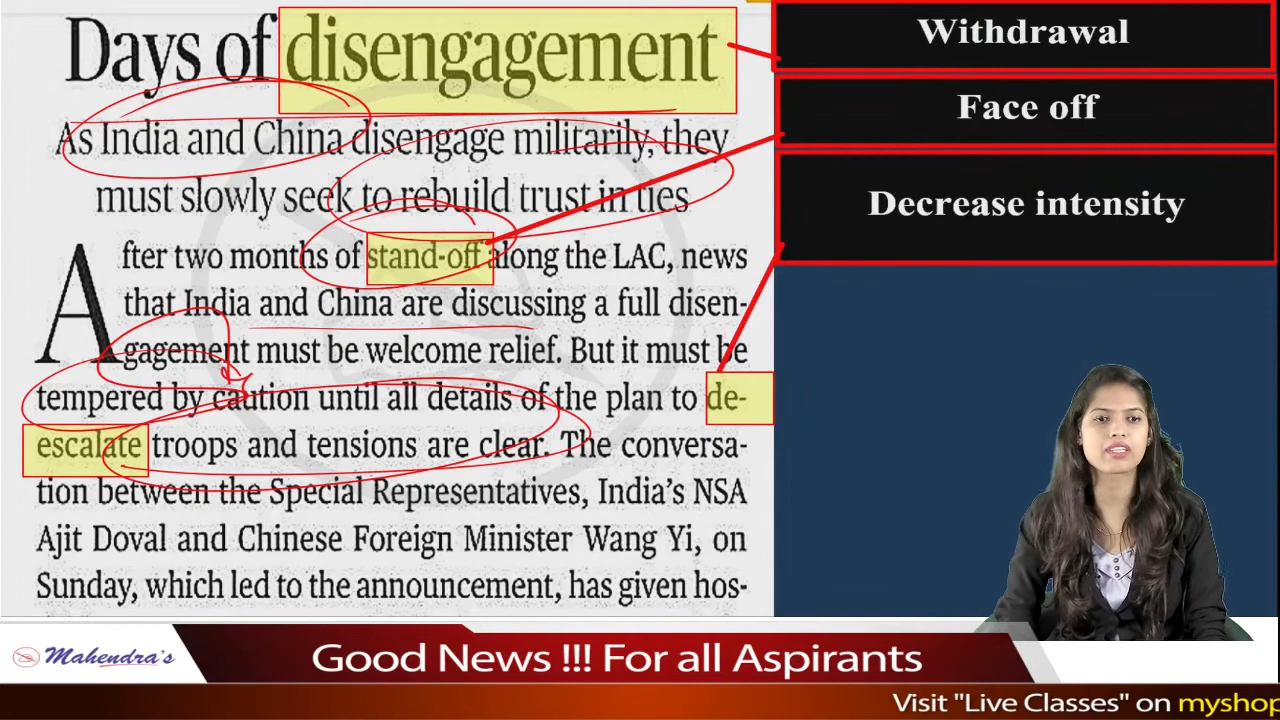 Days of disengagement
As India and China disengage militarily, they
must slowly seek to rebuild trust in ties
After two months of stand-off along the LAC, news
that India and China are discussing a full disen-
gagement must be welcome relief. But it must be
tempered by caution until all details of the plan to de-
escalate troops and tensions are clear. The conversa-
tion between the Special Representatives, India's NSA
Ajit Doval and Chinese Foreign Minister Wang Yi, on
Sunday, which led to the announcement, has given hos-
Withdrawal
Face off
Decrease intensity
Mahendra's
Good News !!! For all Aspirants
Visit "Live Classes" on myshop